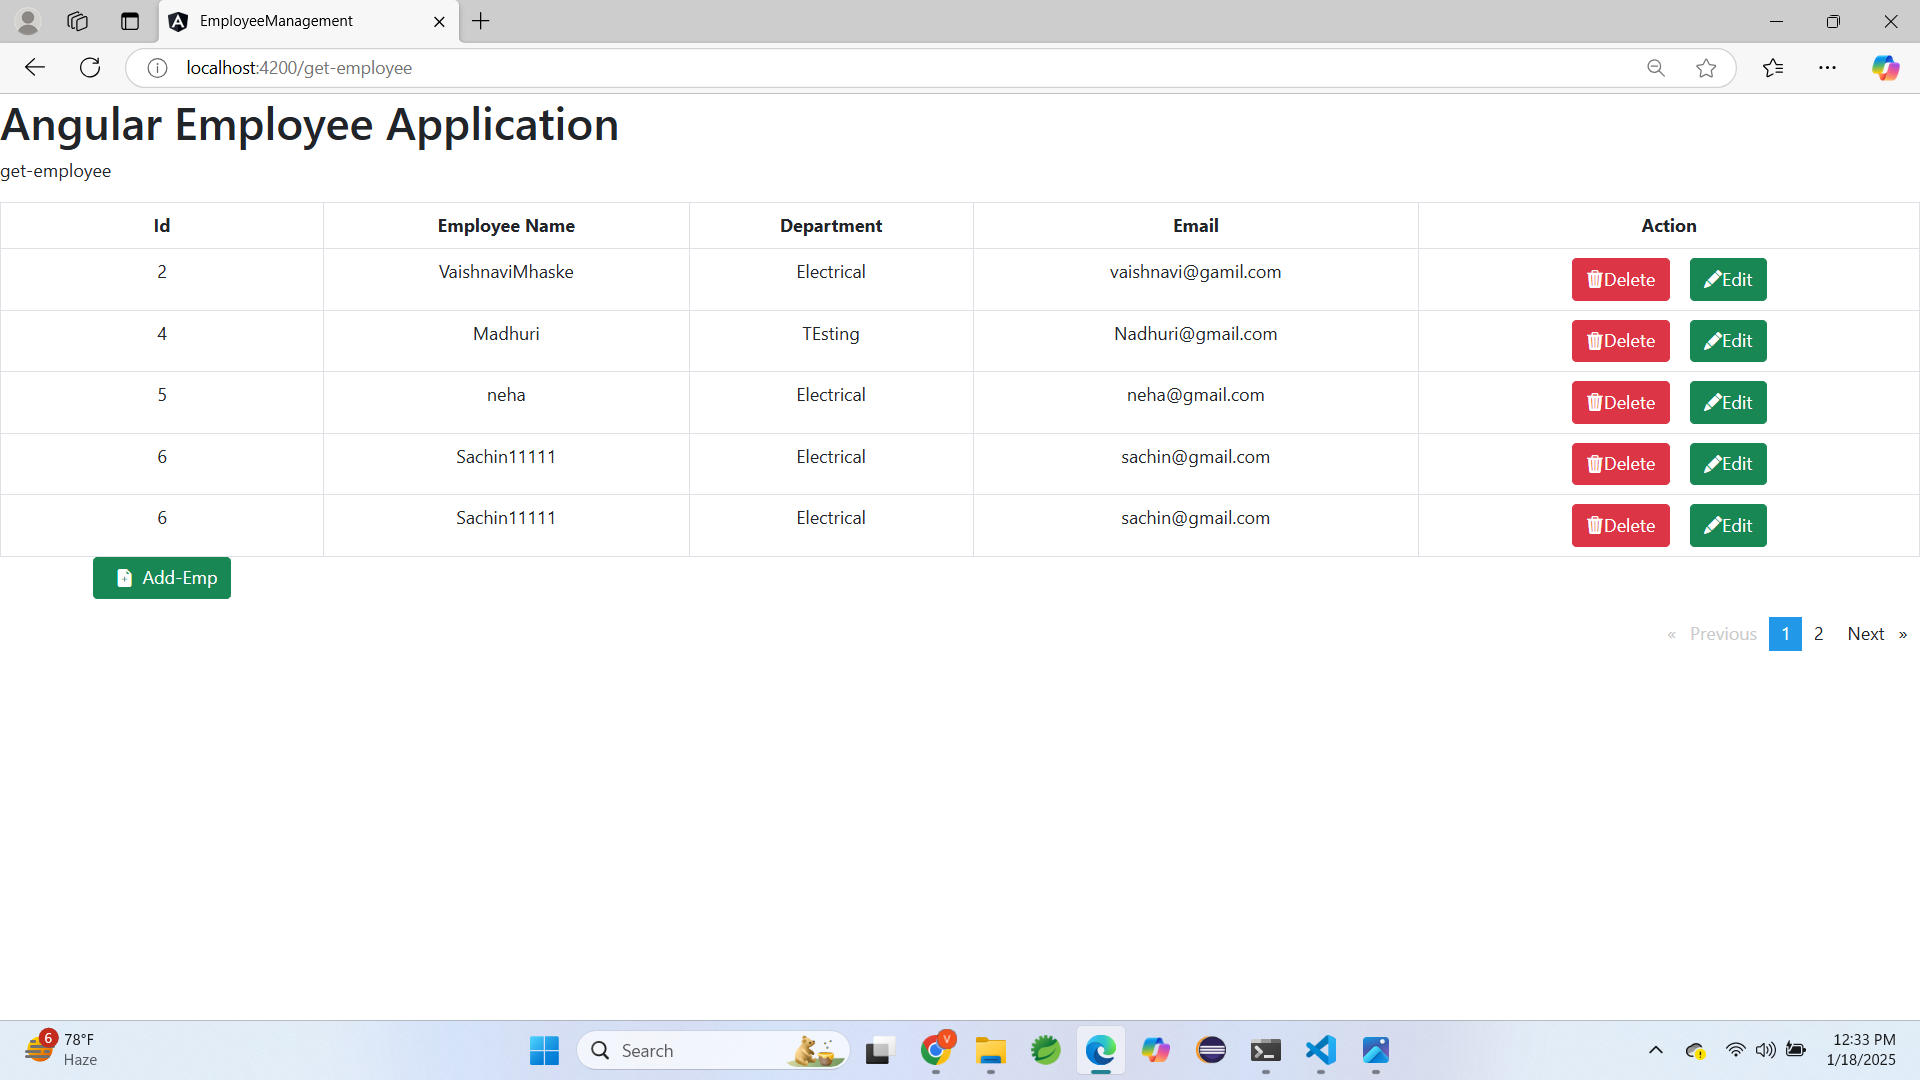 EmployeeManagement
localhost:4200/get-employee
Angular Employee Application
get-employee
Id Employee Name Department Email Action
2 VaishnaviMhaske Electrical vaishnavi@gamil.com Delete Edit
4 Madhuri TEsting Nadhuri@gmail.com Delete Edit
5 neha Electrical neha@gmail.com Delete Edit
6 Sachin11111 Electrical sachin@gmail.com Delete Edit
6 Sachin11111 Electrical sachin@gmail.com Delete Edit
Add-Emp
« Previous 1 2 Next »
6 78°F
Haze
Search
V
12:33 PM
1/18/2025